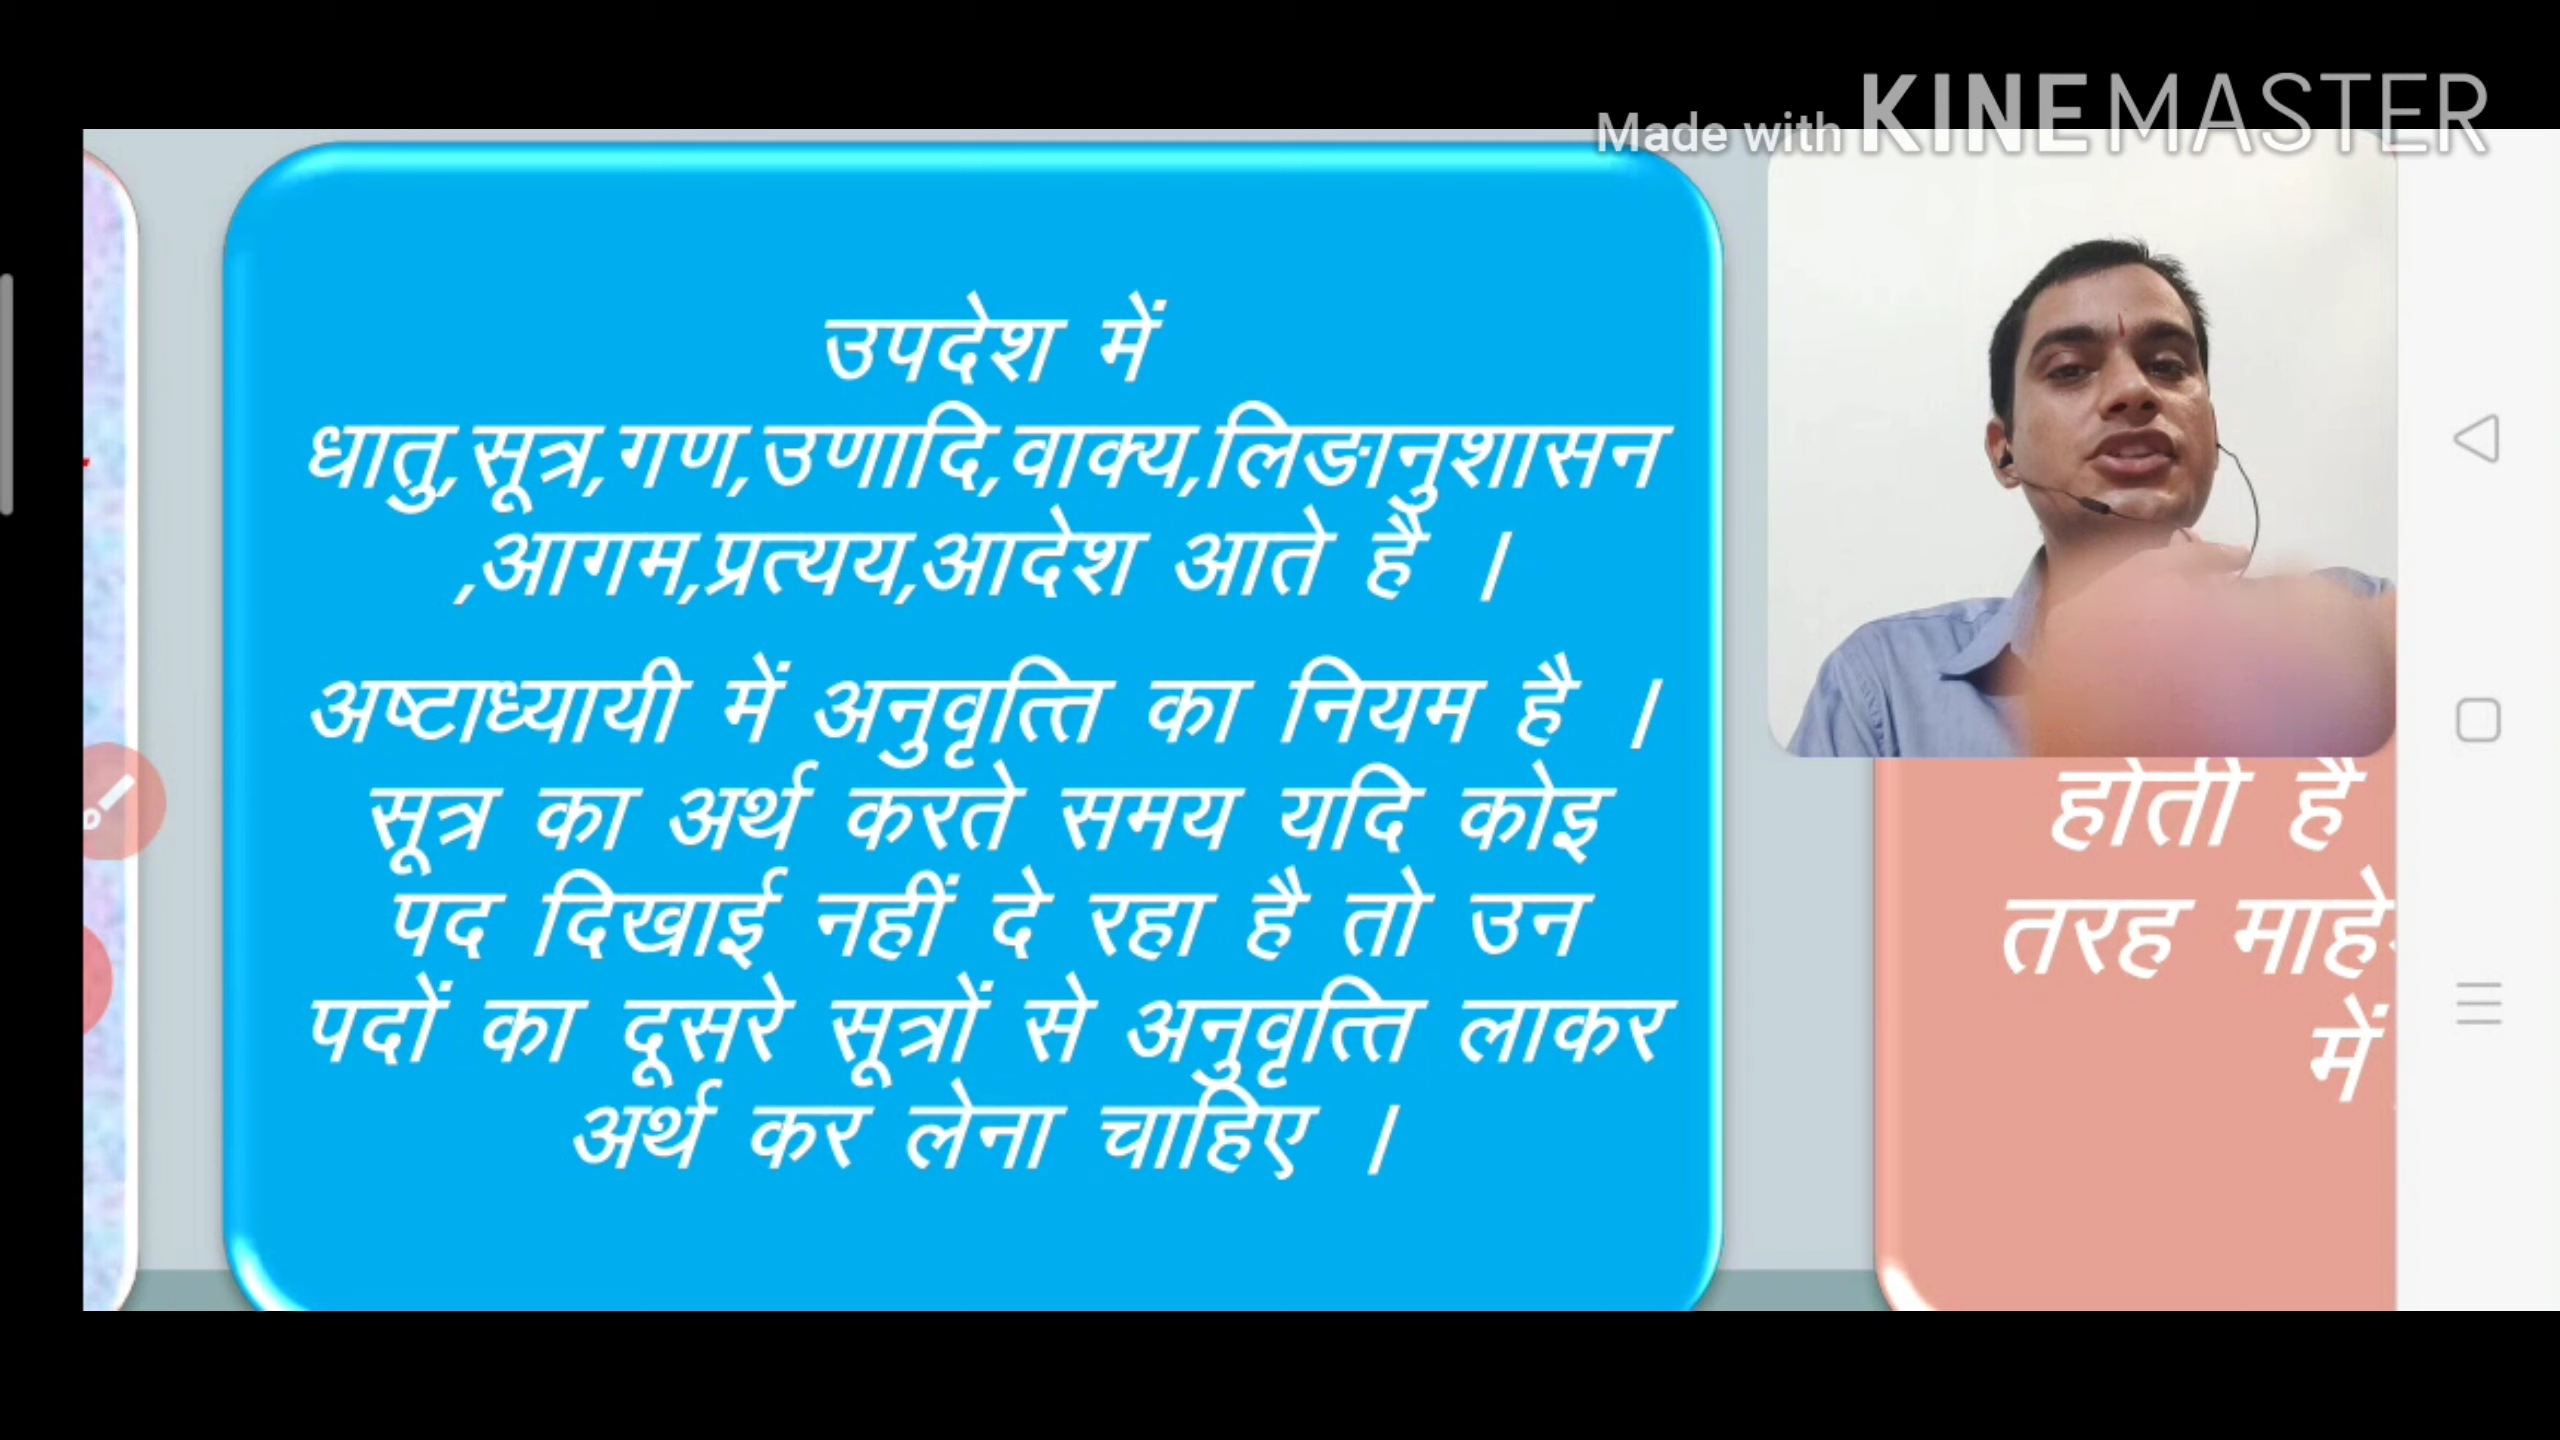 Made with KINEMASTER
उपदेश में
धातु,सूत्र,गण,उणादि,वाक्य,लिङानुशासन
,आगम,प्रत्यय,आदेश आते है ।
अष्टाध्यायी में अनुवृत्ति का नियम है ।
सूत्र का अर्थ करते समय यदि कोइ
पद दिखाई नहीं दे रहा है तो उन
पदों का दूसरे सूत्रों से अनुवृत्ति लाकर
अर्थ कर लेना चाहिए ।
होती है
तरह
में